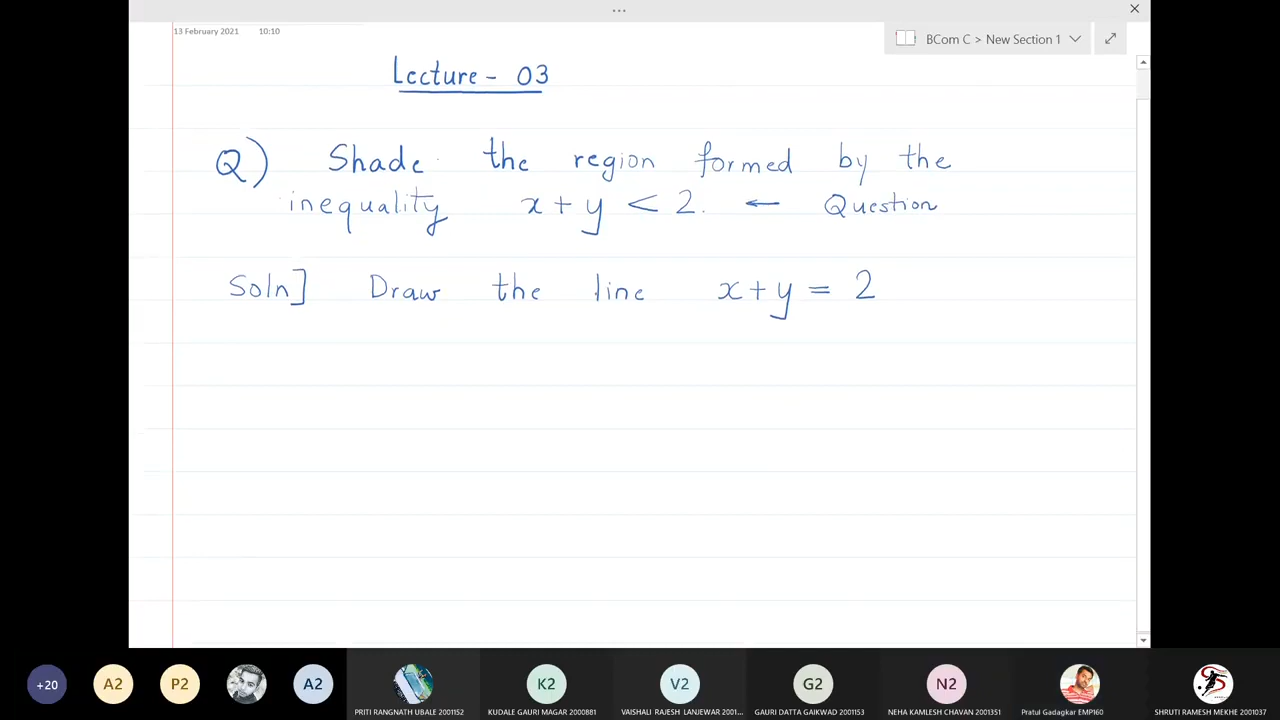 13 February 2021 10:10
BCom C > New Section 1
Lecture - 03
Q) Shade the region formed by the
inequality x + y < 2. ← Question
Soln] Draw the line x + y = 2
+20 A2 P2 A2 K2 V2 G2 N2
PRITI RANGNATH UBALE 2001152 KUDALE GAURI MAGAR 2000881 VAISHALI RAJESH LANJEWAR 2001... GAURI DATTA GAIKWAD 2001153 NEHA KAMLESH CHAVAN 2001351 Pratul Gadagkar EMP160 SHRUTI RAMESH MEKHE 2001037